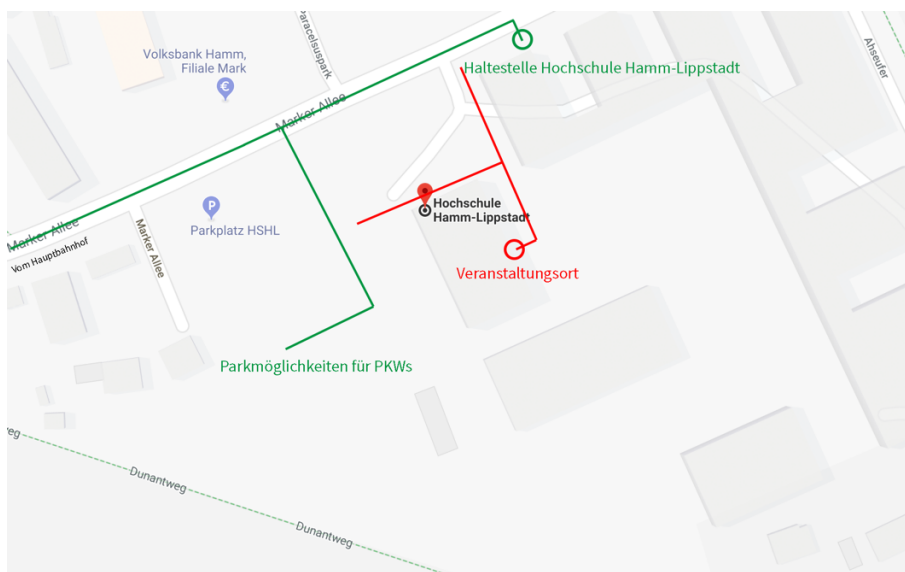 Paracelsuspark
Ahseufer
Volksbank Hamm,
Filiale Mark
€
Haltestelle Hochschule Hamm-Lippstadt
Marker Allee
P
Parkplatz HSHL
Hochschule
Hamm-Lippstadt
Marker Allee
Vom Hauptbahnhof
Marker Allee
Veranstaltungsort
Parkmöglichkeiten für PKWs
Dunantweg
Dunantweg